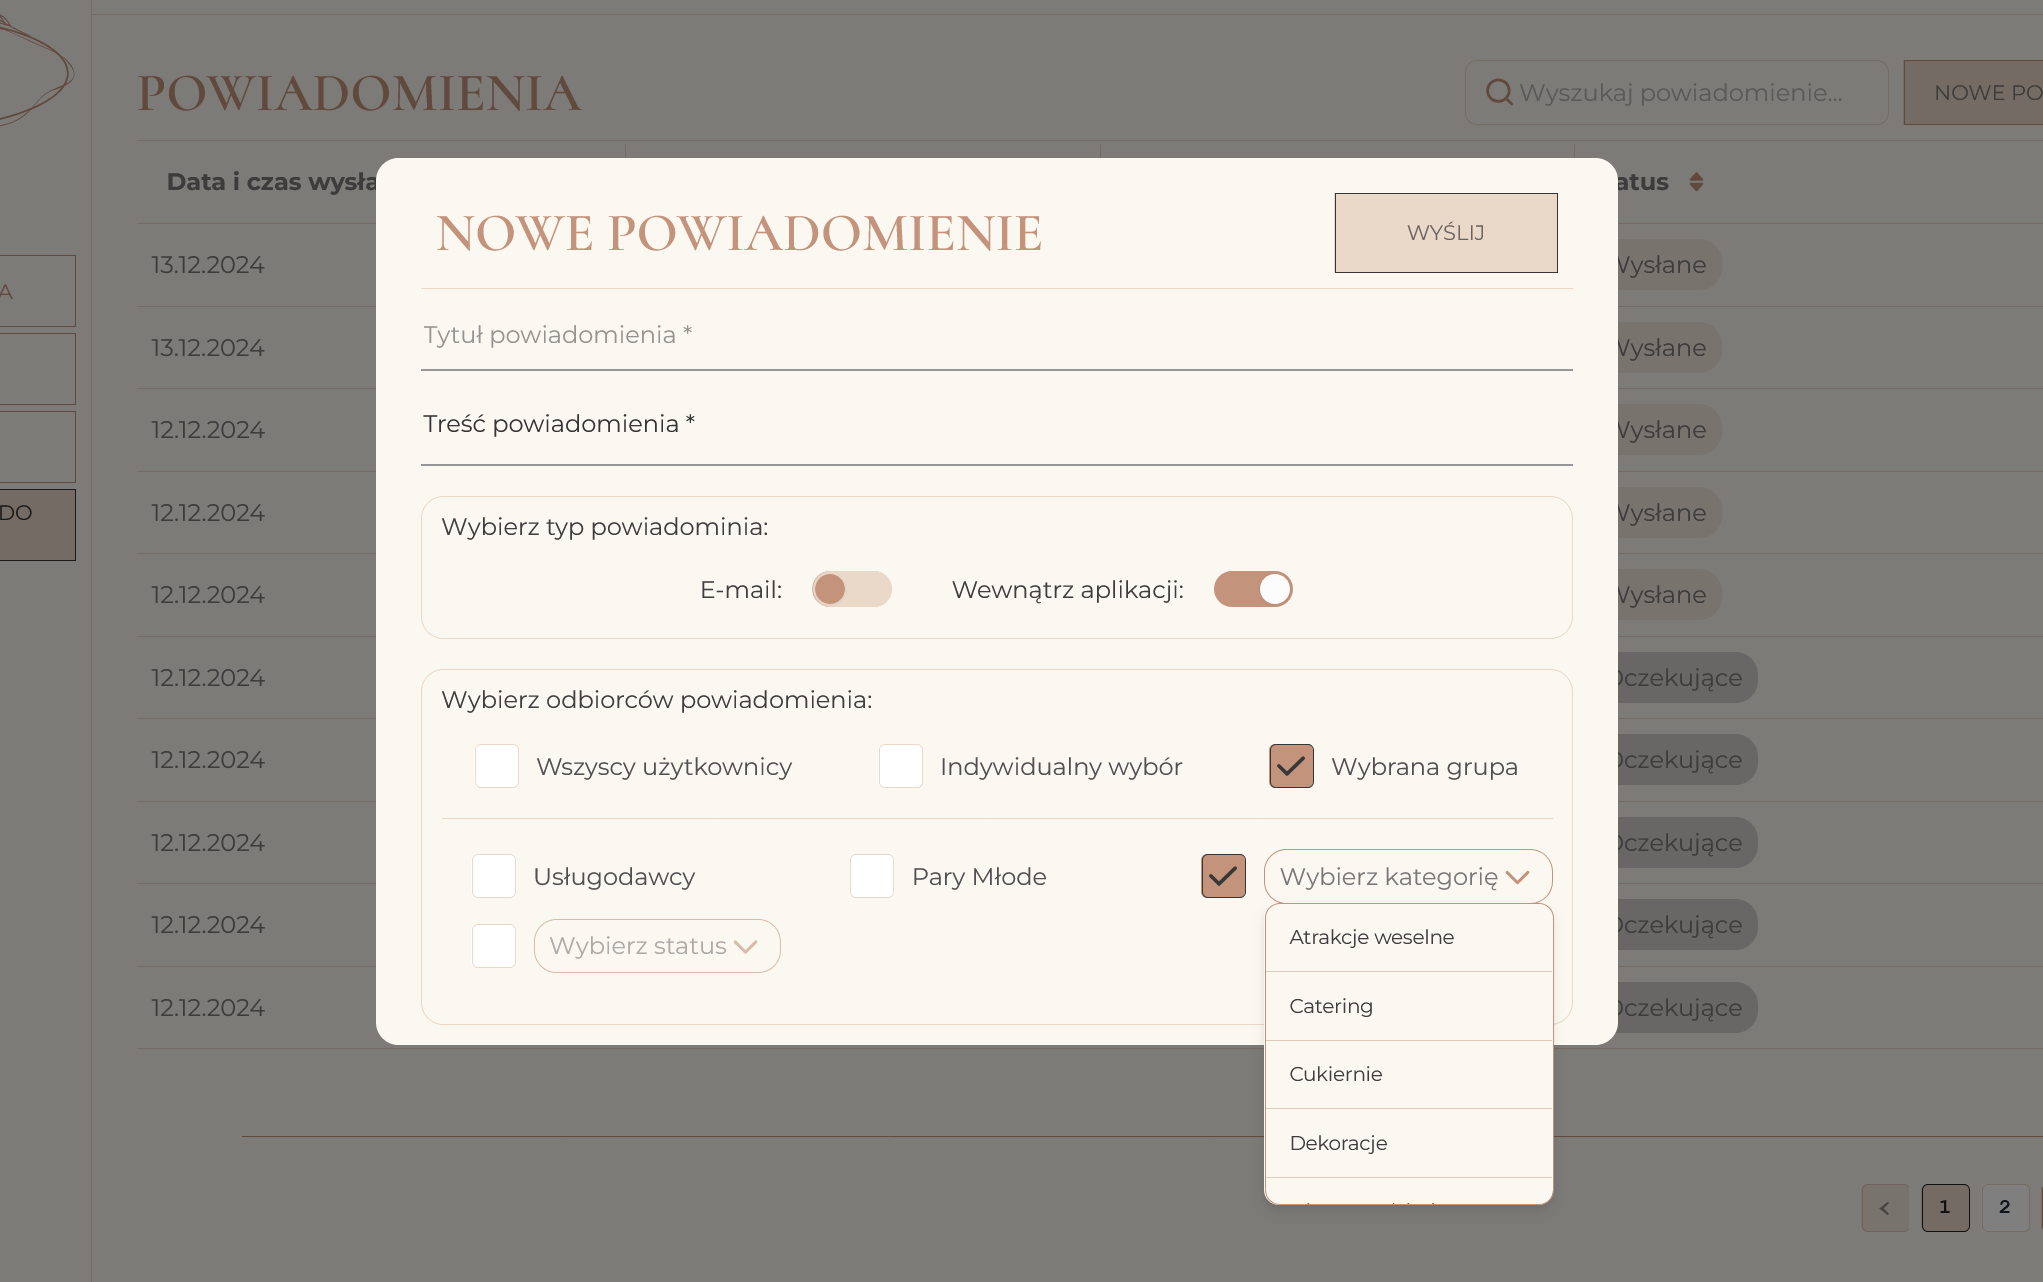 POWIADOMIENIA
Wyszukaj powiadomienie...
NOWE PO
Data i czas wysła
atus
A
DO
13.12.2024
Wysłane
13.12.2024
Wysłane
12.12.2024
Wysłane
12.12.2024
Wysłane
12.12.2024
Wysłane
12.12.2024
Oczekujące
12.12.2024
Oczekujące
12.12.2024
Oczekujące
12.12.2024
Oczekujące
12.12.2024
Oczekujące
NOWE POWIADOMIENIE
WYŚLIJ
Tytuł powiadomienia *
Treść powiadomienia *
Wybierz typ powiadominia:
E-mail:
Wewnątrz aplikacji:
Wybierz odbiorców powiadomienia:
Wszyscy użytkownicy
Indywidualny wybór
Wybrana grupa
Usługodawcy
Pary Młode
Wybierz kategorię
Wybierz status
Atrakcje weselne
Catering
Cukiernie
Dekoracje
<
1
2